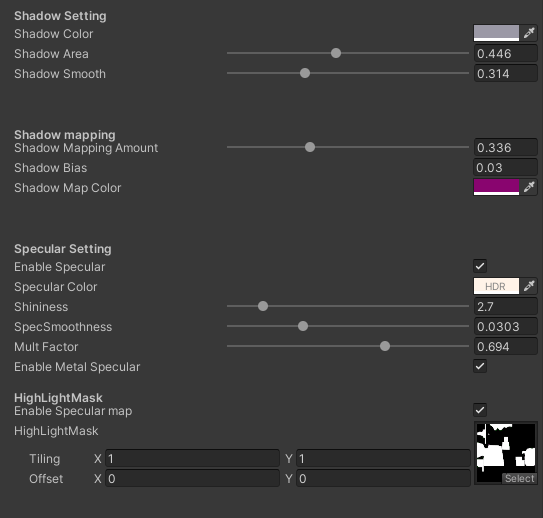 Shadow Setting
Shadow Color
Shadow Area 0.446
Shadow Smooth 0.314
Shadow mapping
Shadow Mapping Amount 0.336
Shadow Bias 0.03
Shadow Map Color
Specular Setting
Enable Specular
Specular Color HDR
Shininess 2.7
SpecSmoothness 0.0303
Mult Factor 0.694
Enable Metal Specular
HighLightMask
Enable Specular map
HighLightMask
Tiling X 1 Y 1
Offset X 0 Y 0 Select